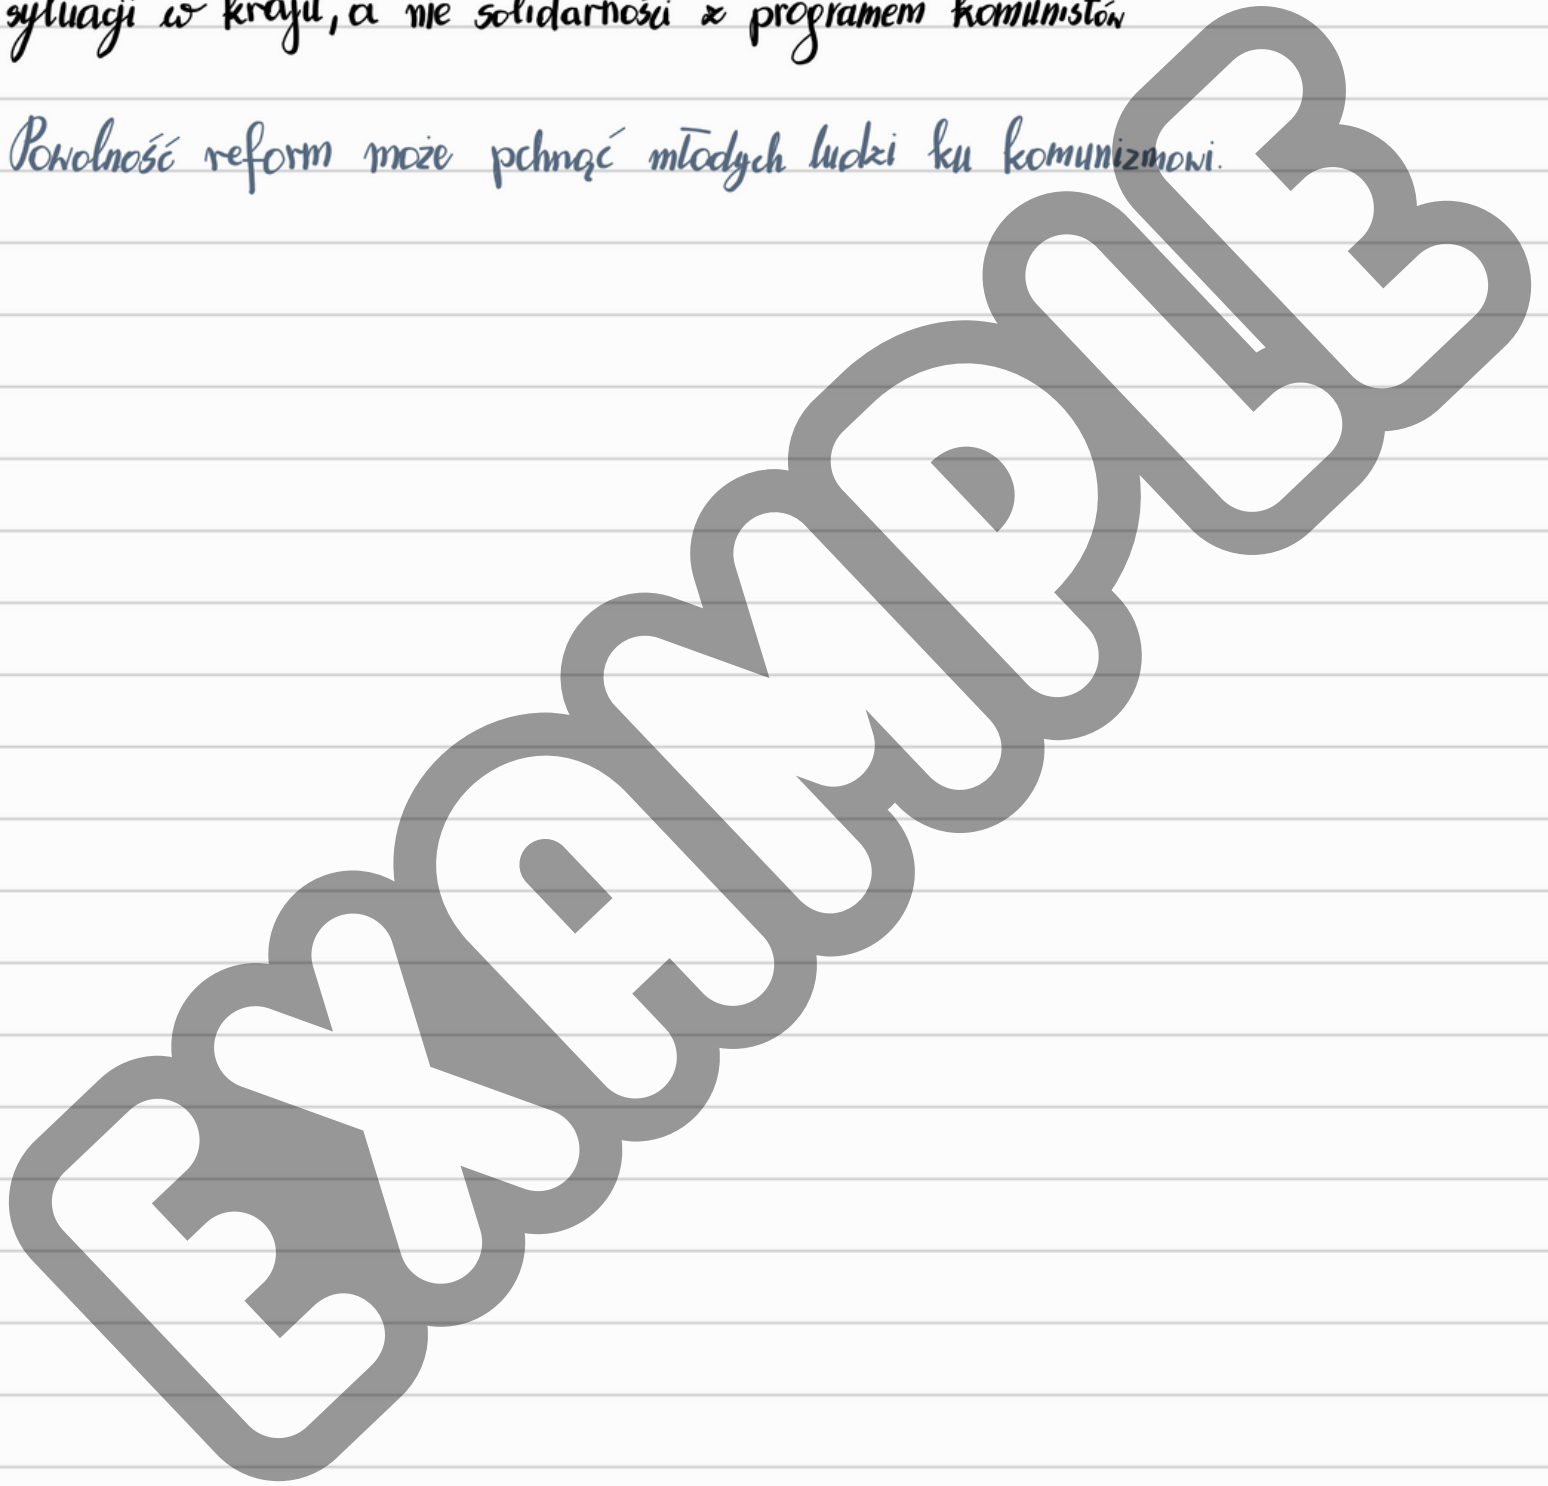 sytuacji w kraju, a nie solidarności z programem komunistów
Powolność reform może pchnąć młodych ludzi ku komunizmowi.
EXAMPLE